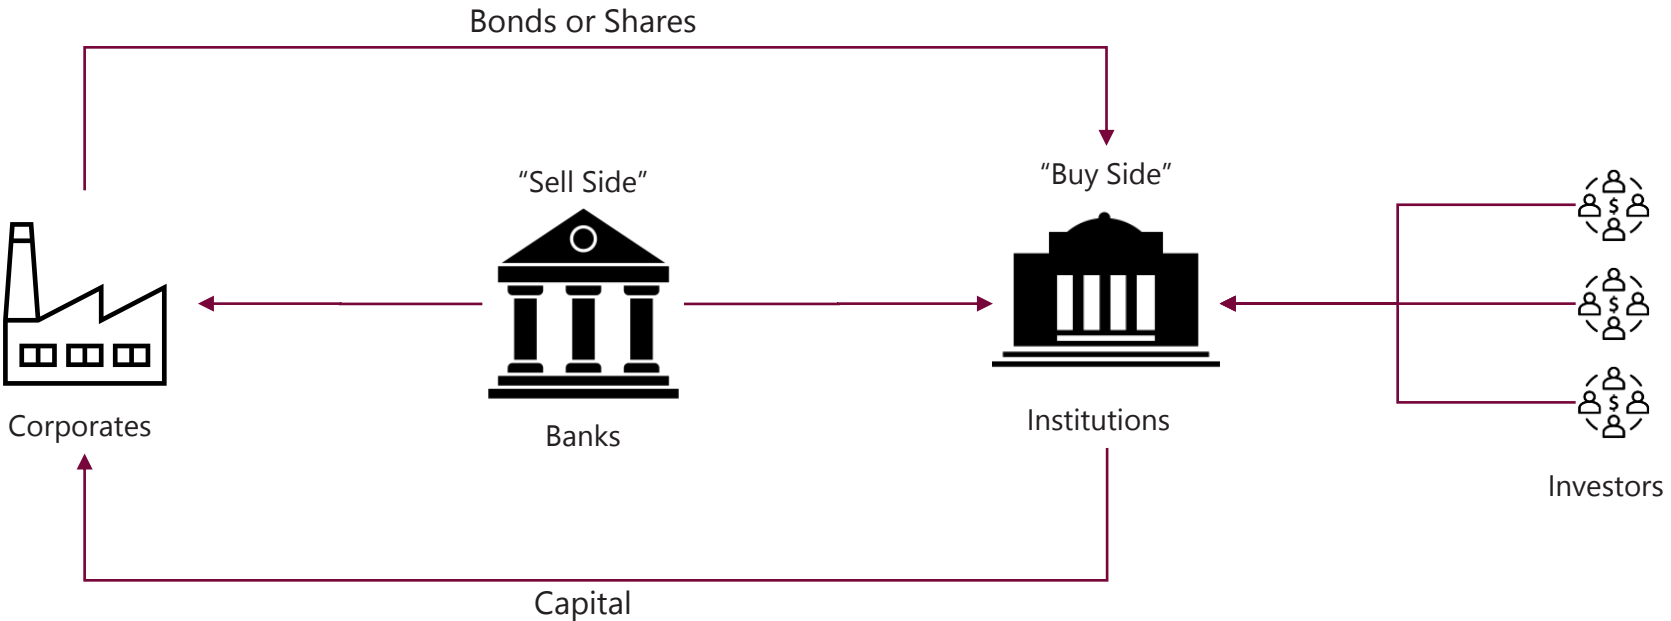 Bonds or Shares
“Sell Side”
“Buy Side”
$
$
$
Corporates
Banks
Institutions
Investors
Capital